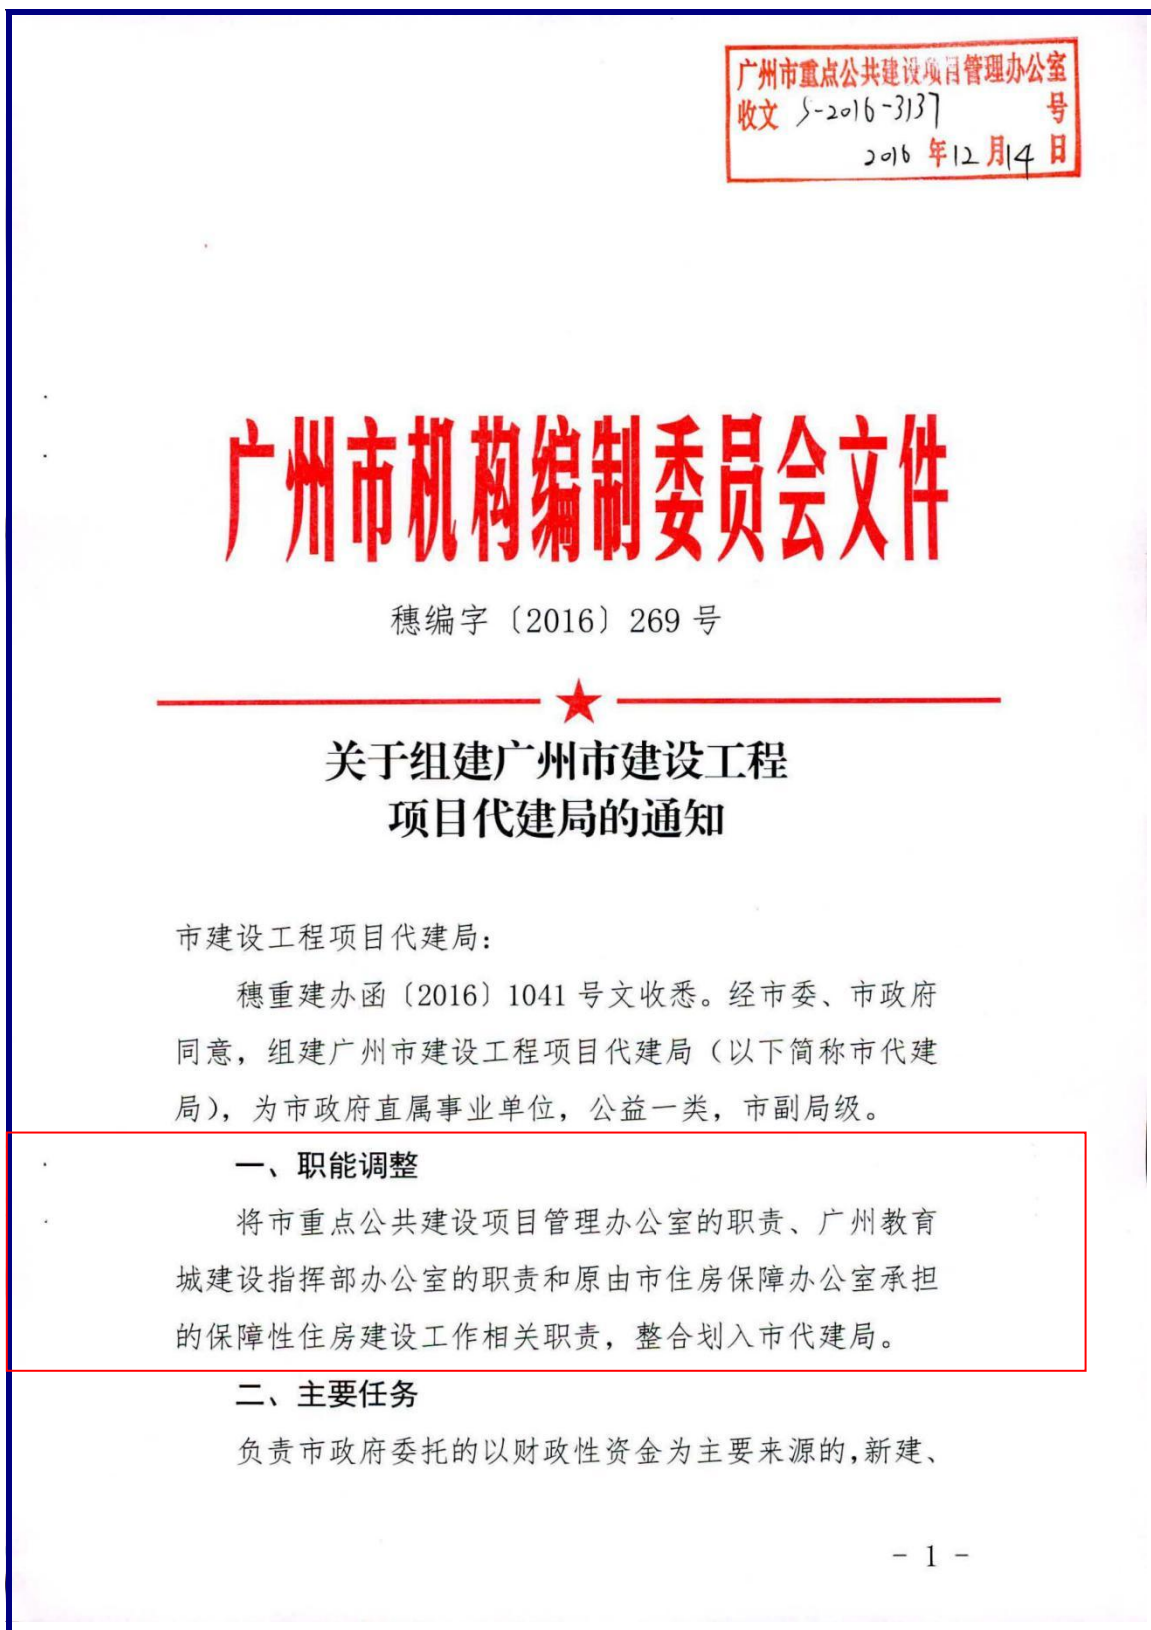 广州市重点公共建设项目管理办公室
收文 S-2016-3137 号
2016 年 12 月 14 日
广州市机构编制委员会文件
穗编字〔2016〕269 号
关于组建广州市建设工程
项目代建局的通知
市建设工程项目代建局:
穗重建办函〔2016〕1041 号文收悉。经市委、市政府
同意，组建广州市建设工程项目代建局（以下简称市代建
局），为市政府直属事业单位，公益一类，市副局级。
一、职能调整
将市重点公共建设项目管理办公室的职责、广州教育
城建设指挥部办公室的职责和原由市住房保障办公室承担
的保障性住房建设工作相关职责，整合划入市代建局。
二、主要任务
负责市政府委托的以财政性资金为主要来源的,新建、
- 1 -